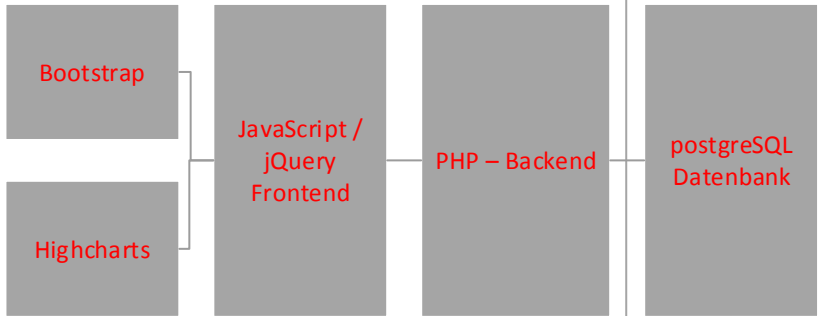 Bootstrap
Highcharts
JavaScript /
jQuery
Frontend
PHP – Backend
postgreSQL
Datenbank